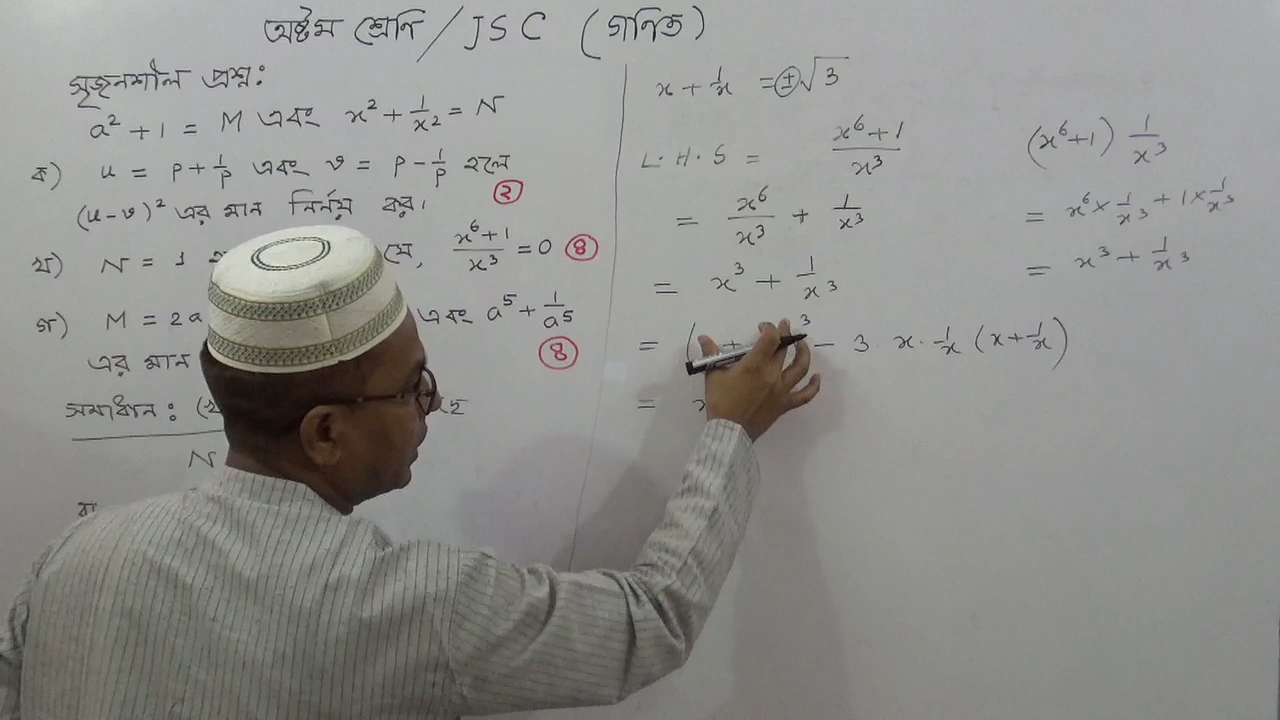 অষ্টম শ্রেণি / JSC (গণিত)
সৃজনশীল প্রশ্ন:
a² + 1 = M এবং x² + 1/x² = N
ক) u = p + 1/p এবং v = p - 1/p হলে
(u-v)² এর মান নির্নয় কর। ২
খ) N = 1 যে, (x⁶+1)/x³ = 0 ৪
গ) M = 2a এবং a⁵ + 1/a⁵
এর মান ৪
সমাধান: (খ
N
x + 1/x = ±√3
L.H.S = (x⁶+1)/x³
= x⁶/x³ + 1/x³
= x³ + 1/x³
= ( + ³ - 3 . x . 1/x (x + 1/x)
=
(x⁶+1) 1/x³
= x⁶ × 1/x³ + 1 × 1/x³
= x³ + 1/x³